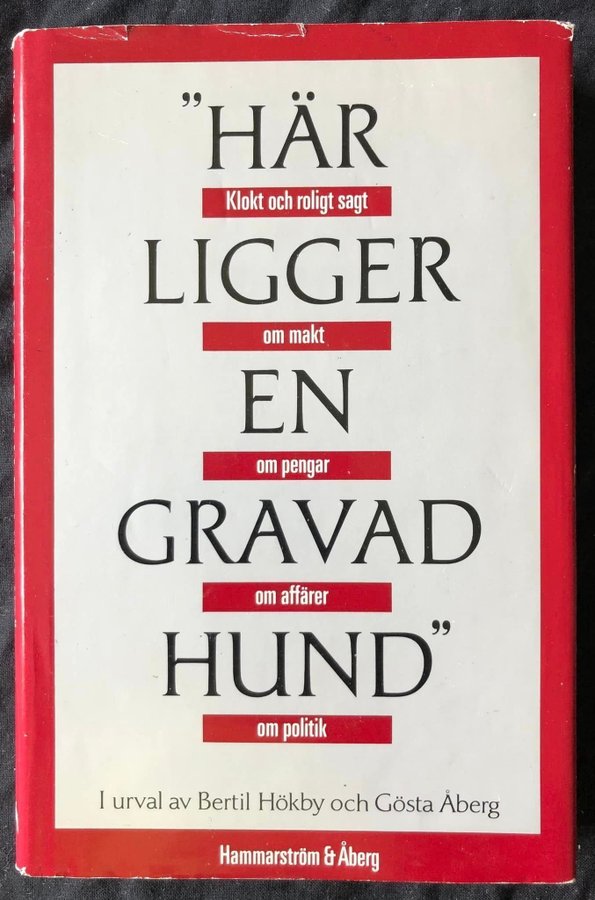 ”HÄR
Klokt och roligt sagt
LIGGER
om makt
EN
om pengar
GRAVAD
om affärer
HUND”
om politik
I urval av Bertil Hökby och Gösta Åberg
Hammarström & Åberg